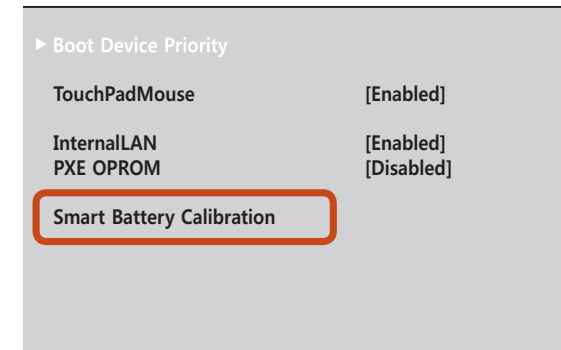 ▶ Boot Device Priority
TouchPadMouse [Enabled]
InternalLAN [Enabled]
PXE OPROM [Disabled]
Smart Battery Calibration